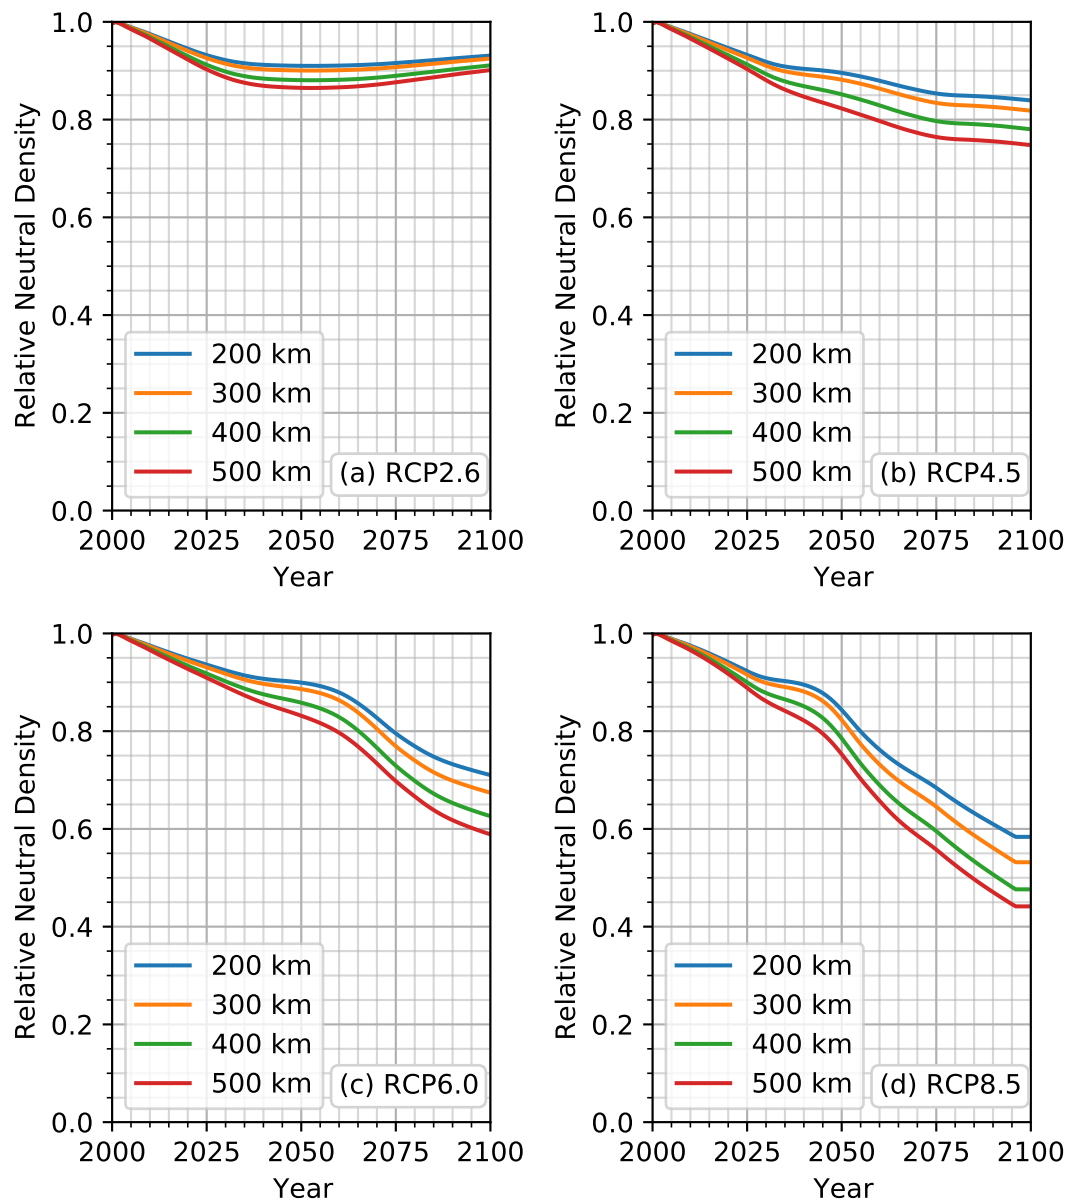 1.0
0.8
0.6
0.4
0.2
0.0
Relative Neutral Density
200 km
300 km
400 km
500 km
(a) RCP2.6
2000 2025 2050 2075 2100
Year
1.0
0.8
0.6
0.4
0.2
0.0
Relative Neutral Density
200 km
300 km
400 km
500 km
(b) RCP4.5
2000 2025 2050 2075 2100
Year
1.0
0.8
0.6
0.4
0.2
0.0
Relative Neutral Density
200 km
300 km
400 km
500 km
(c) RCP6.0
2000 2025 2050 2075 2100
Year
1.0
0.8
0.6
0.4
0.2
0.0
Relative Neutral Density
200 km
300 km
400 km
500 km
(d) RCP8.5
2000 2025 2050 2075 2100
Year